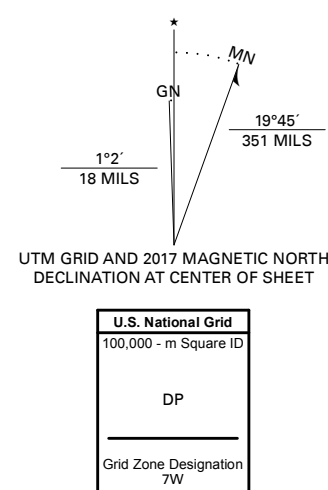 ★
MN
GN
19°45´
351 MILS
1°2´
18 MILS
UTM GRID AND 2017 MAGNETIC NORTH
DECLINATION AT CENTER OF SHEET
U.S. National Grid
100,000 - m Square ID
DP
Grid Zone Designation
7W